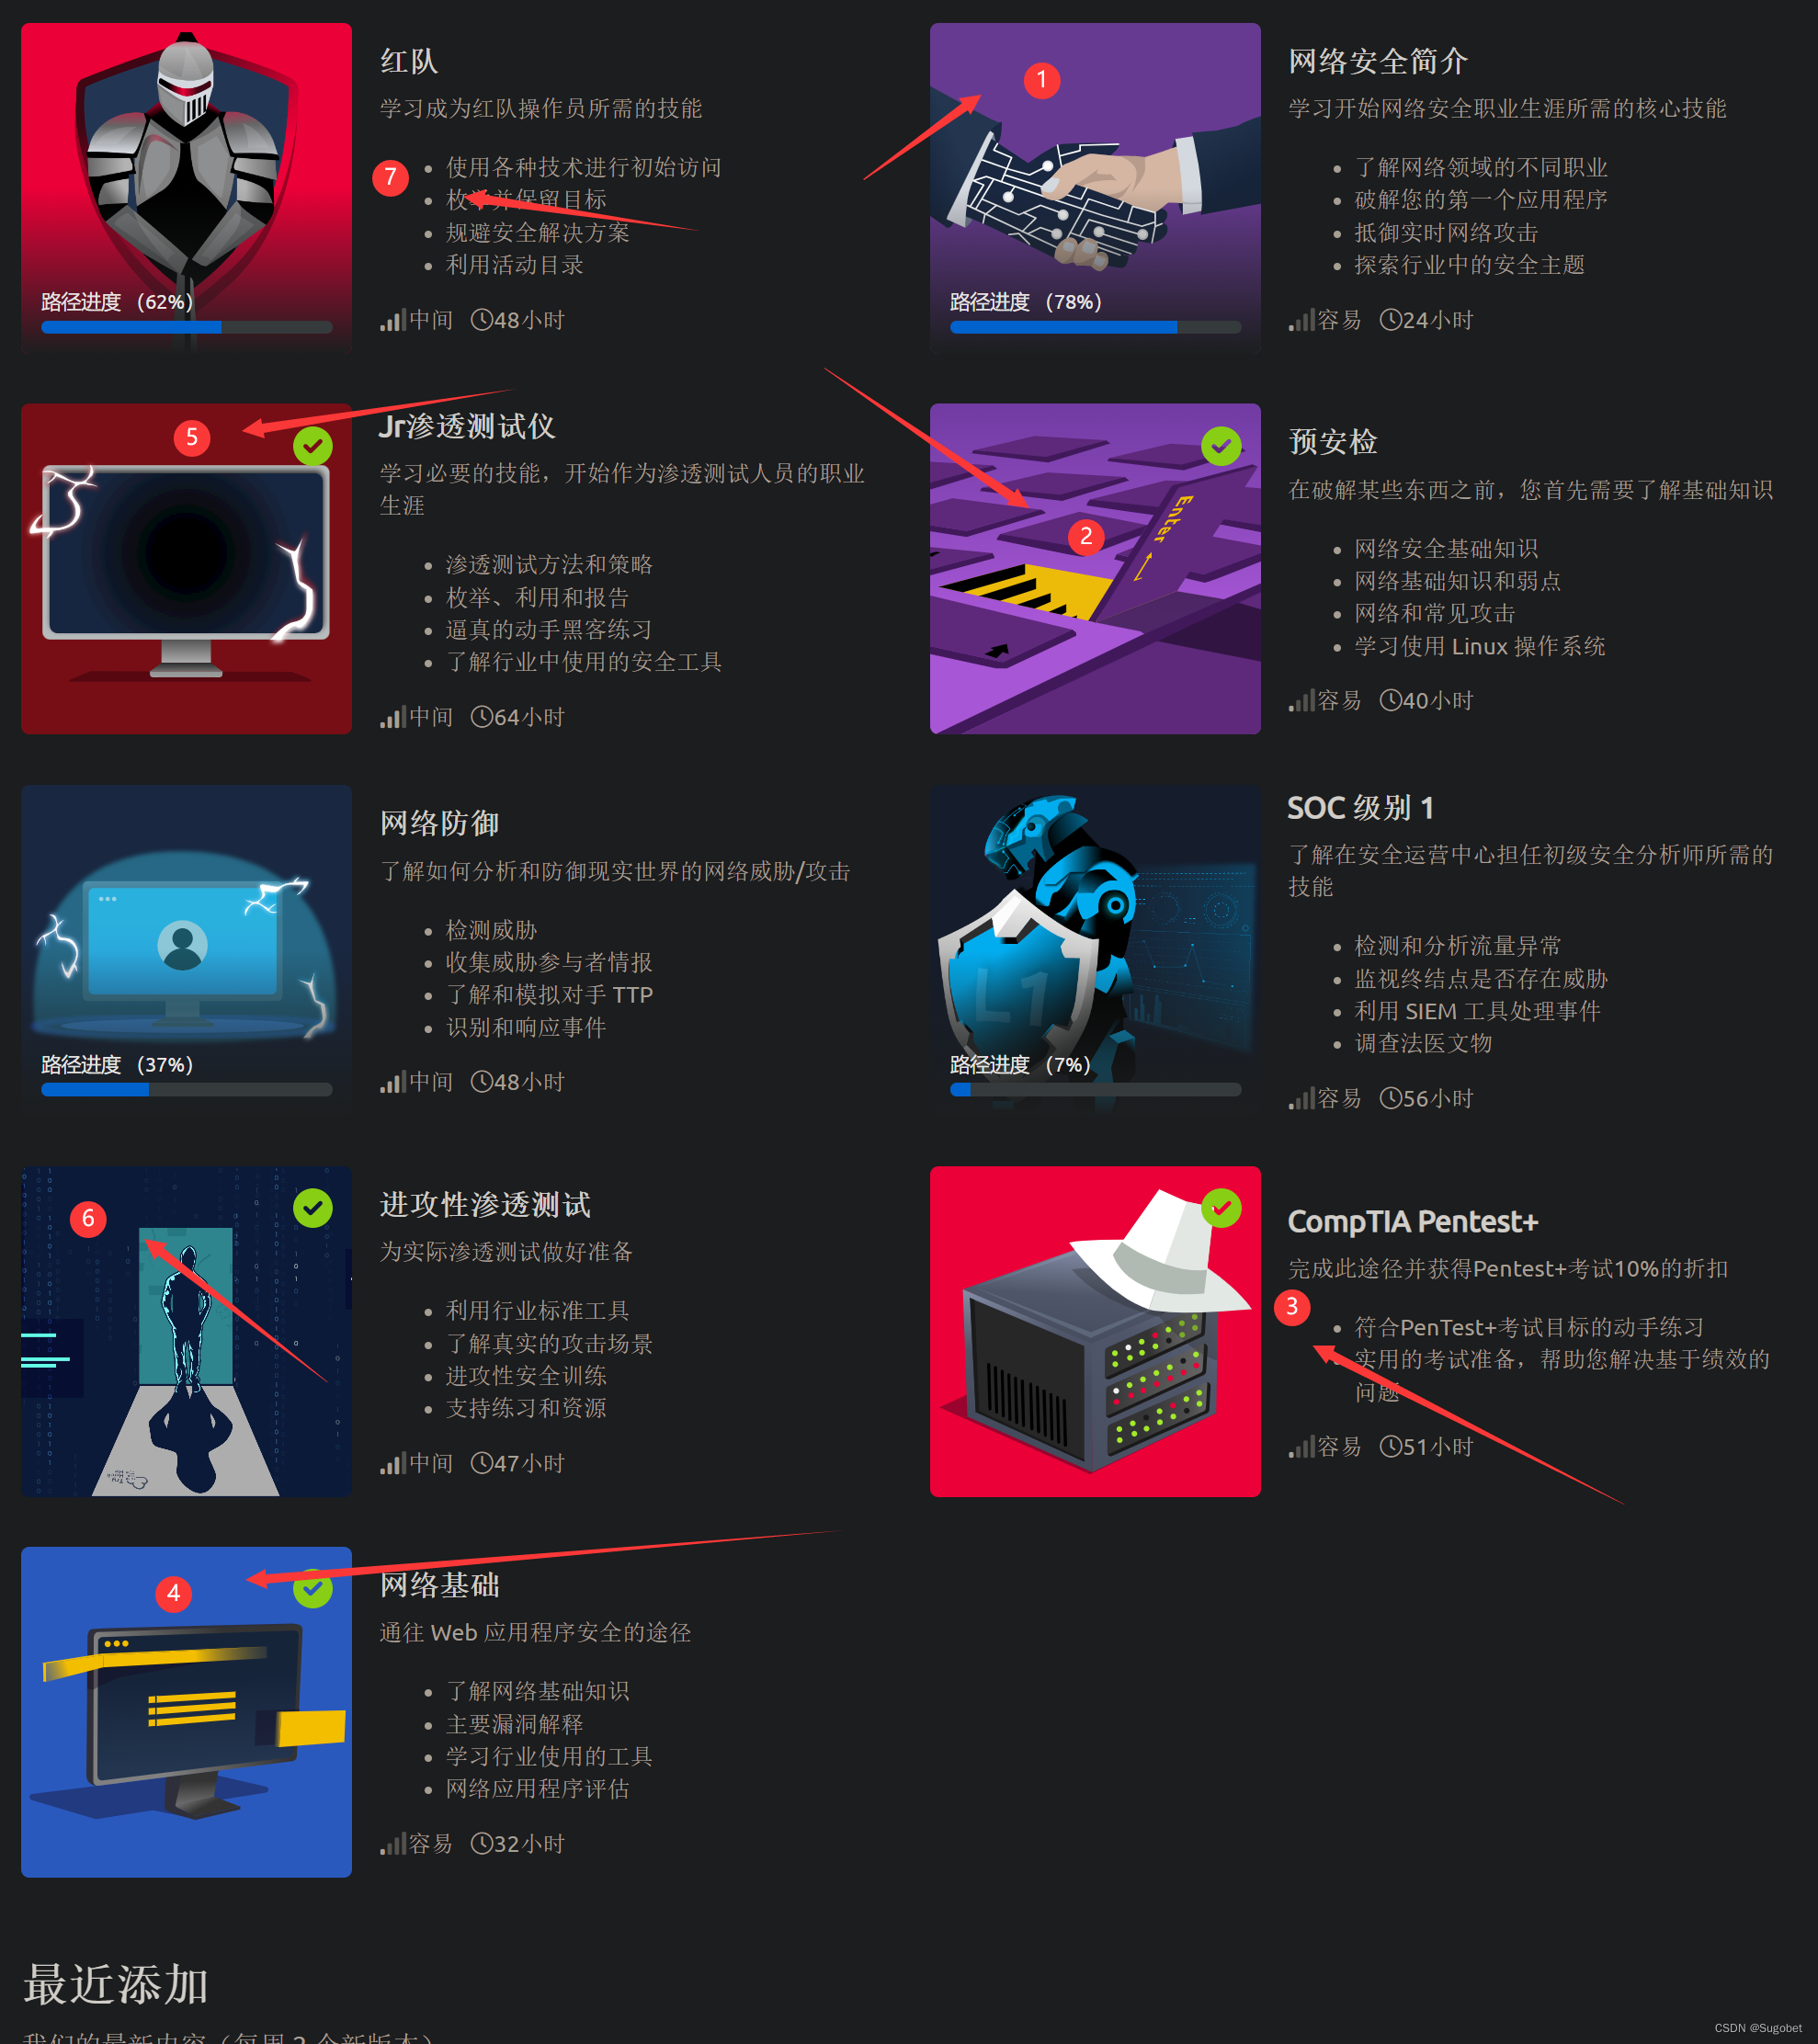 红队
学习成为红队操作员所需的技能
7
使用各种技术进行初始访问
枚举并保留目标
规避安全解决方案
利用活动目录
路径进度 （62%）
中间 48小时
1
网络安全简介
学习开始网络安全职业生涯所需的核心技能
了解网络领域的不同职业
破解您的第一个应用程序
抵御实时网络攻击
探索行业中的安全主题
路径进度 （78%）
容易 24小时
5
Jr渗透测试仪
学习必要的技能，开始作为渗透测试人员的职业
生涯
渗透测试方法和策略
枚举、利用和报告
逼真的动手黑客练习
了解行业中使用的安全工具
中间 64小时
Enter
2
预安检
在破解某些东西之前，您首先需要了解基础知识
网络安全基础知识
网络基础知识和弱点
网络和常见攻击
学习使用 Linux 操作系统
容易 40小时
网络防御
了解如何分析和防御现实世界的网络威胁/攻击
检测威胁
收集威胁参与者情报
了解和模拟对手 TTP
识别和响应事件
路径进度 （37%）
中间 48小时
L1
SOC 级别 1
了解在安全运营中心担任初级安全分析师所需的
技能
检测和分析流量异常
监视终结点是否存在威胁
利用 SIEM 工具处理事件
调查法医文物
路径进度 （7%）
容易 56小时
6
进攻性渗透测试
为实际渗透测试做好准备
利用行业标准工具
了解真实的攻击场景
进攻性安全训练
支持练习和资源
中间 47小时
CompTIA Pentest+
完成此途径并获得Pentest+考试10%的折扣
3
符合PenTest+考试目标的动手练习
实用的考试准备，帮助您解决基于绩效的
问题
容易 51小时
4
网络基础
通往 Web 应用程序安全的途径
了解网络基础知识
主要漏洞解释
学习行业使用的工具
网络应用程序评估
容易 32小时
最近添加
我们的最新内容（每周 2 个新版本）
CSDN @Sugobet